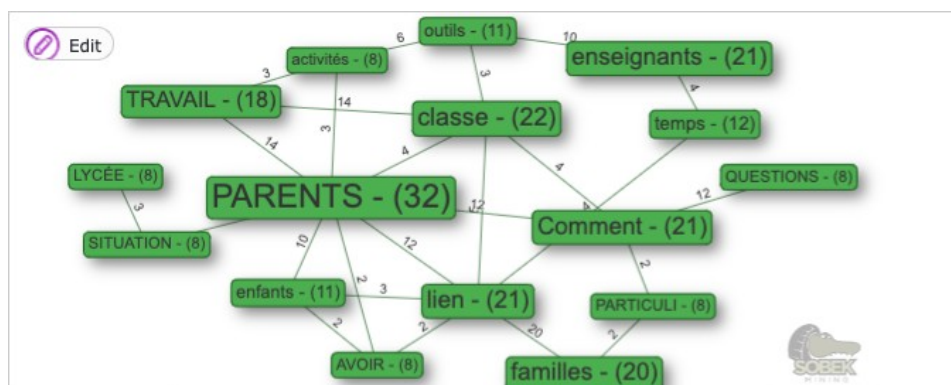 Edit
outils - (11)
6
10
activités - (8)
enseignants - (21)
3
3
4
TRAVAIL - (18)
14
classe - (22)
temps - (12)
14
3
4
4
LYCÉE - (8)
QUESTIONS - (8)
12
PARENTS - (32)
12
4
3
Comment - (21)
SITUATION - (8)
10
12
2
2
enfants - (11)
3
lien - (21)
PARTICULI - (8)
2
2
20
2
AVOIR - (8)
familles - (20)
SOBEK
MINING